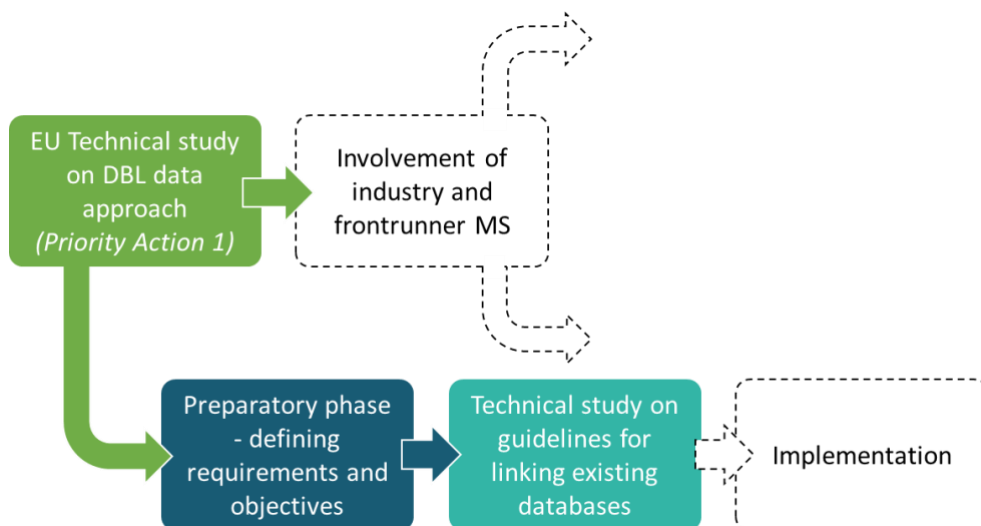 EU Technical study
on DBL data
approach
(Priority Action 1)
Involvement of
industry and
frontrunner MS
Preparatory phase
- defining
requirements and
objectives
Technical study on
guidelines for
linking existing
databases
Implementation